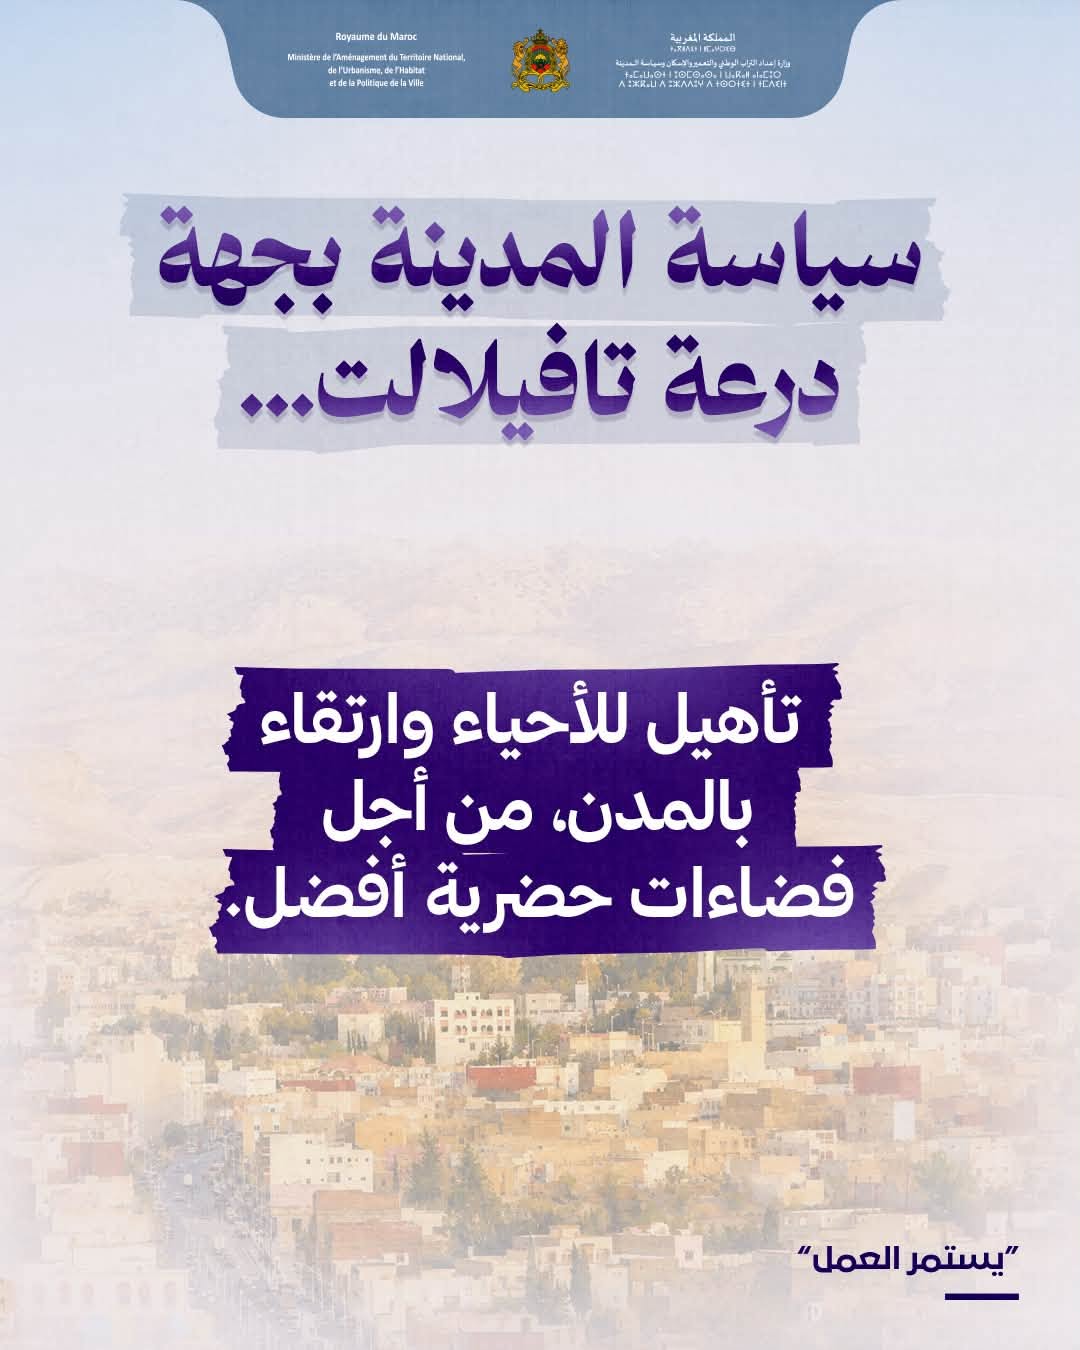 Royaume du Maroc
Ministère de l'Aménagement du Territoire National,
de l'Urbanisme, de l'Habitat
et de la Politique de la Ville
المملكة المغربية
ⵜⴰⴳⵍⴷⵉⵜ ⵏ ⵍⵎⵖⵔⵉⴱ
وزارة إعداد التراب الوطني والتعمير والإسكان وسياسة المدينة
سياسة المدينة بجهة
درعة تافيلالت...
تأهيل للأحياء وارتقاء
بالمدن، من أجل
فضاءات حضرية أفضل.
"يستمر العمل"